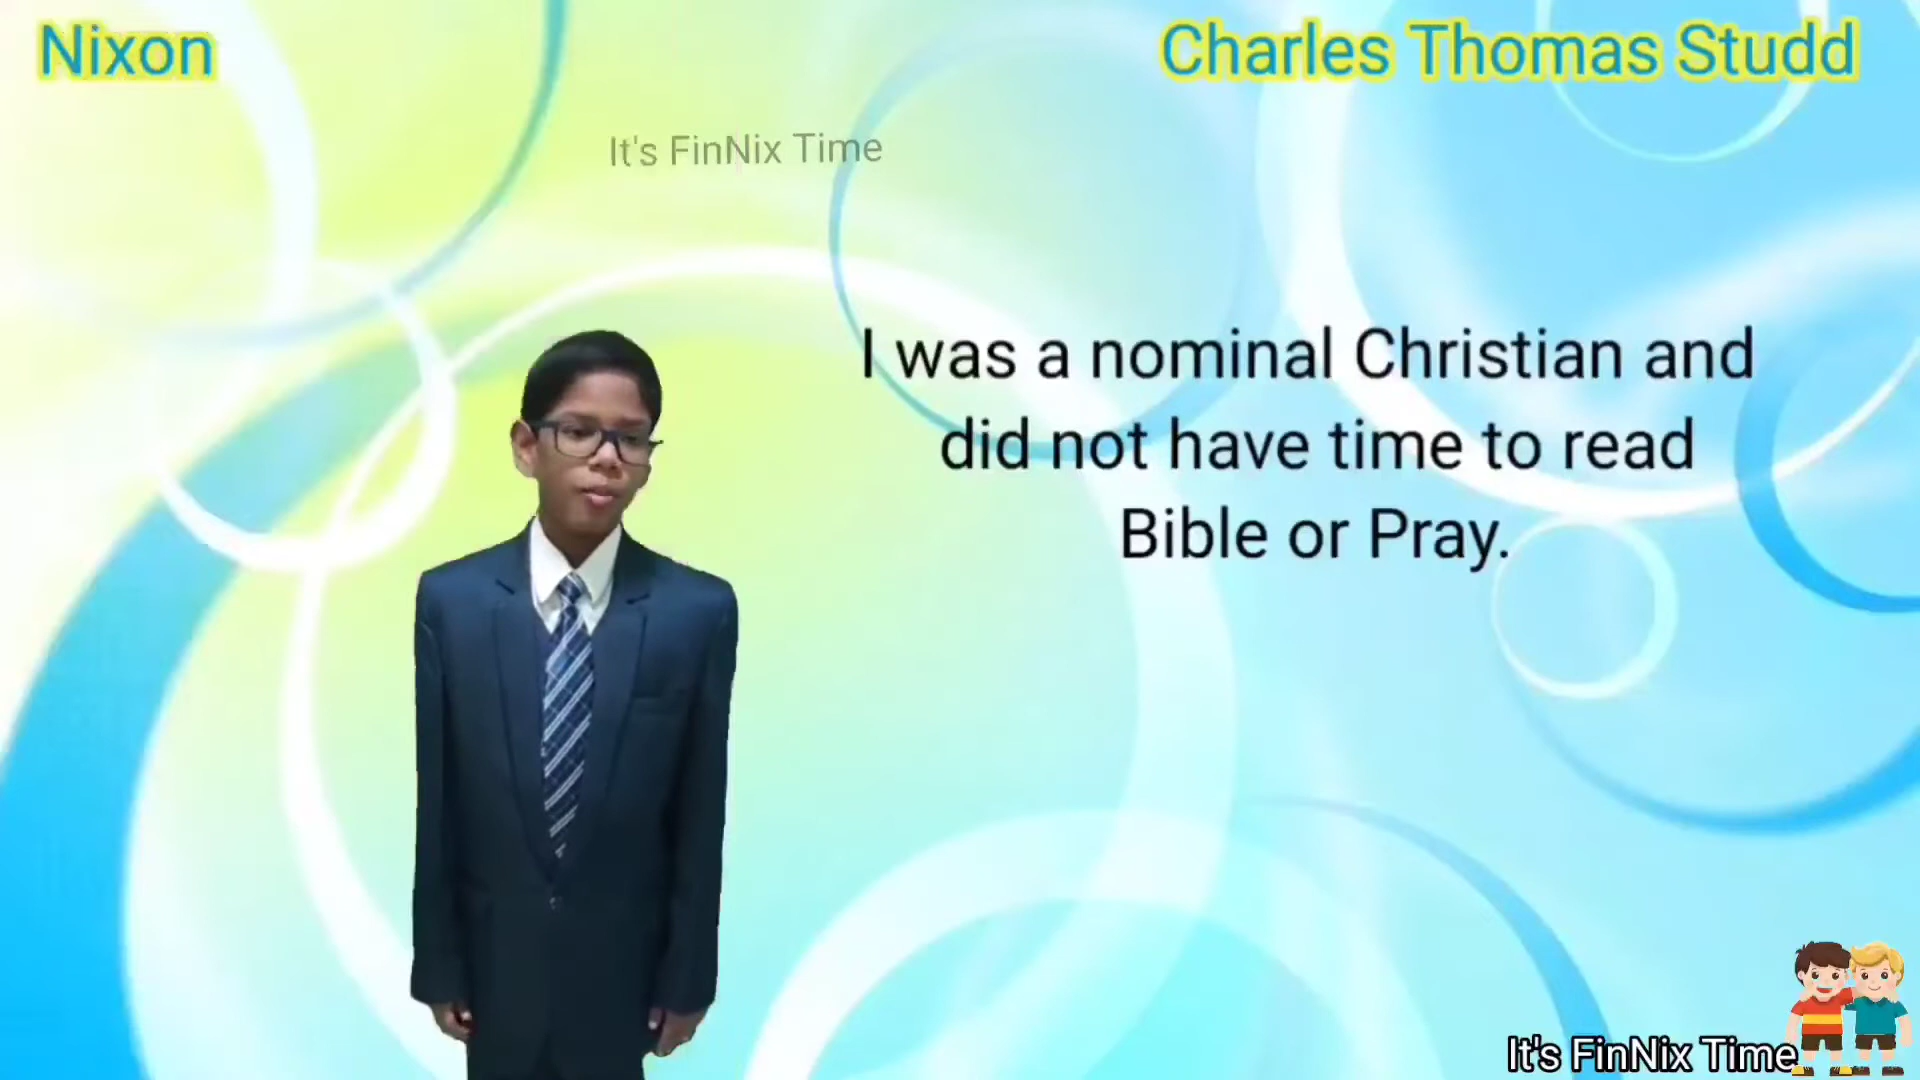 Nixon
Charles Thomas Studd
It's FinNix Time
I was a nominal Christian and
did not have time to read
Bible or Pray.
It's FinNix Time